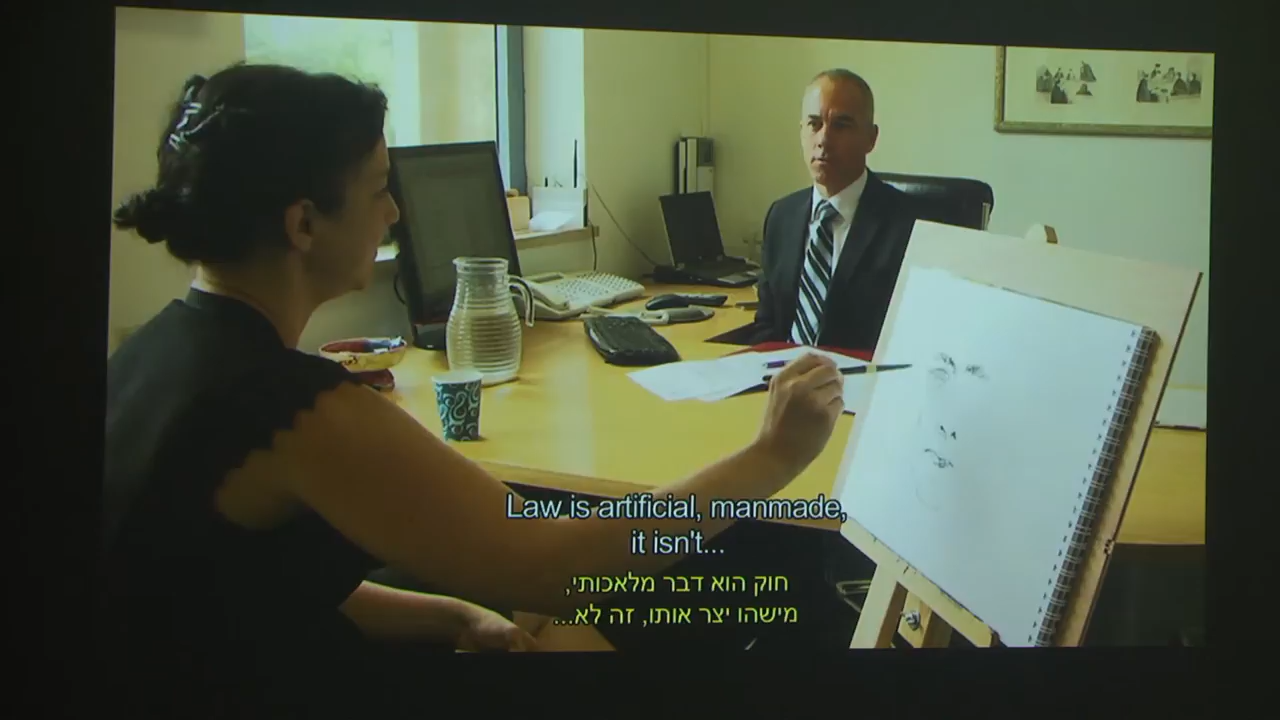 Law is artificial, manmade,
it isn't...
חוק הוא דבר מלאכותי,
מישהו יצר אותו, זה לא...